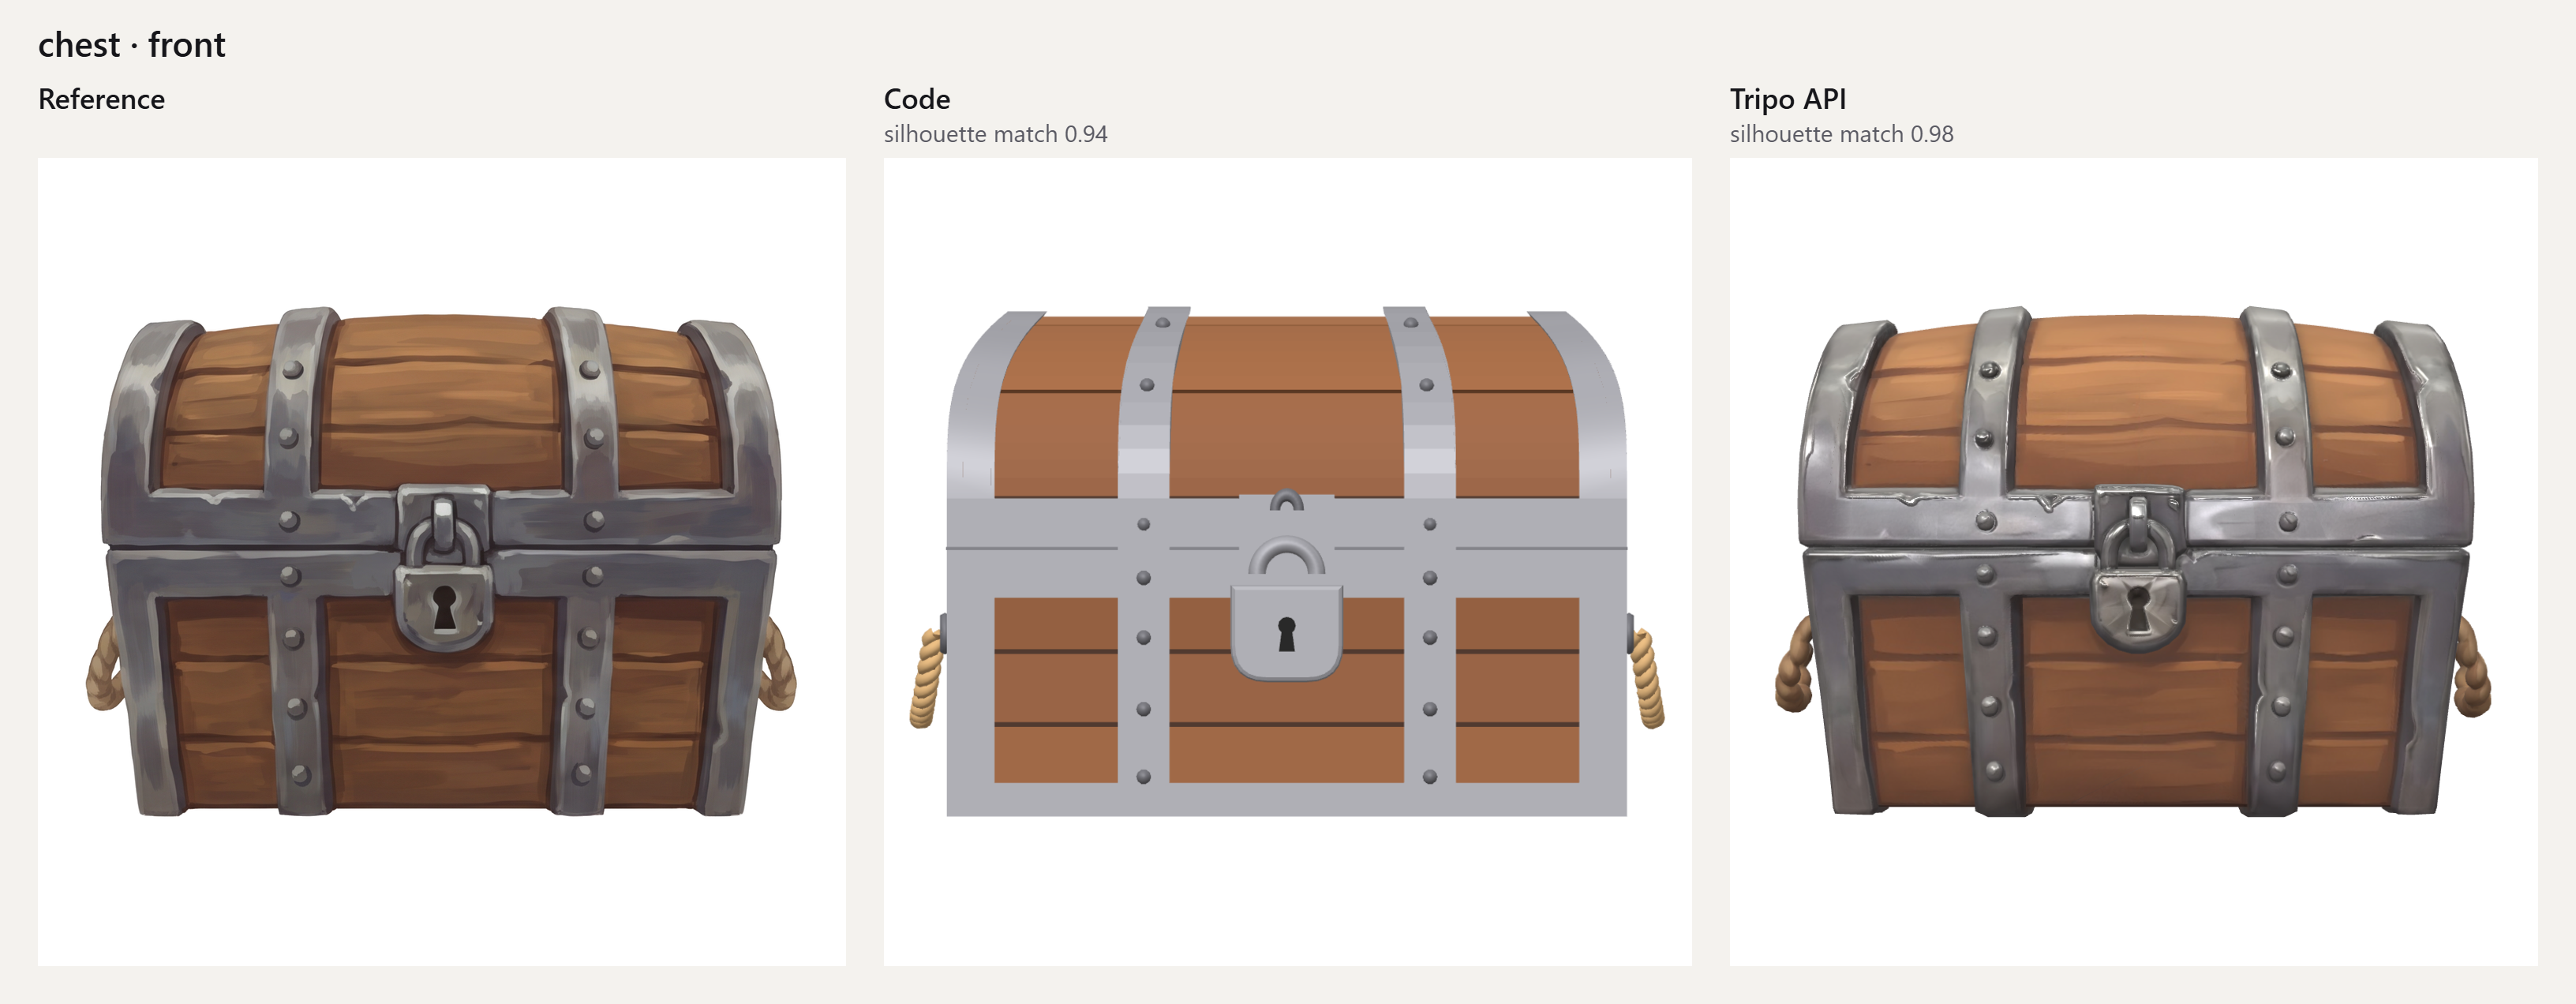 chest · front
Reference
Code
silhouette match 0.94
Tripo API
silhouette match 0.98